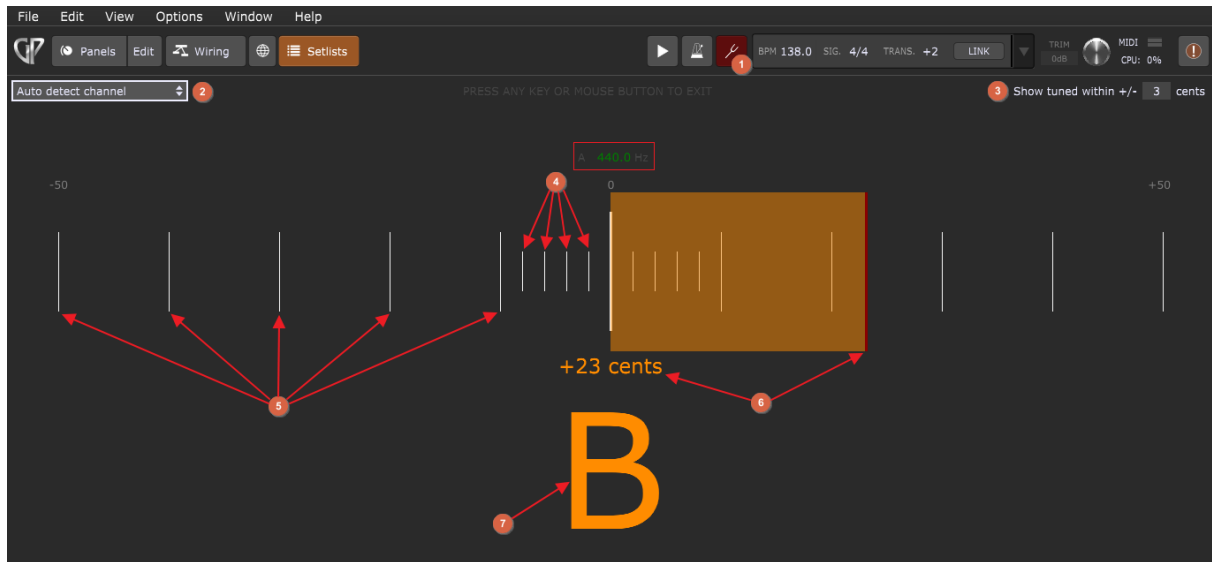 File Edit View Options Window Help
GP Panels Edit Wiring Setlists BPM 138.0 SIG. 4/4 TRANS. +2 LINK TRIM 0dB MIDI CPU: 0%
1
Auto detect channel 2 PRESS ANY KEY OR MOUSE BUTTON TO EXIT 3 Show tuned within +/- 3 cents
A 440.0 Hz
-50 4 0 +50
+23 cents
5 6
B
7